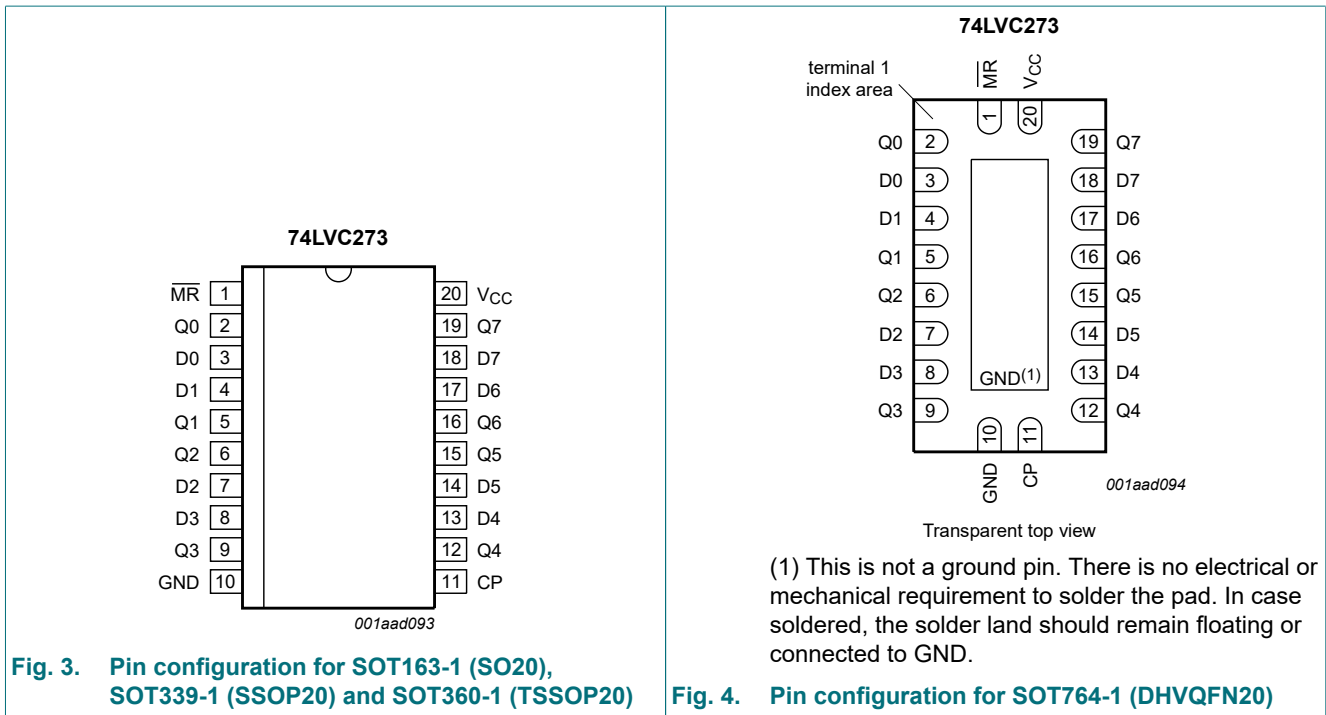 74LVC273
MR 1 20 VCC
Q0 2 19 Q7
D0 3 18 D7
D1 4 17 D6
Q1 5 16 Q6
Q2 6 15 Q5
D2 7 14 D5
D3 8 13 D4
Q3 9 12 Q4
GND 10 11 CP
001aad093
Fig. 3. Pin configuration for SOT163-1 (SO20),
SOT339-1 (SSOP20) and SOT360-1 (TSSOP20)
74LVC273
terminal 1
index area
MR VCC
1 20
Q0 2 19 Q7
D0 3 18 D7
D1 4 17 D6
Q1 5 16 Q6
Q2 6 15 Q5
D2 7 14 D5
D3 8 GND(1) 13 D4
Q3 9 12 Q4
10 11
GND CP
001aad094
Transparent top view
(1) This is not a ground pin. There is no electrical or
mechanical requirement to solder the pad. In case
soldered, the solder land should remain floating or
connected to GND.
Fig. 4. Pin configuration for SOT764-1 (DHVQFN20)